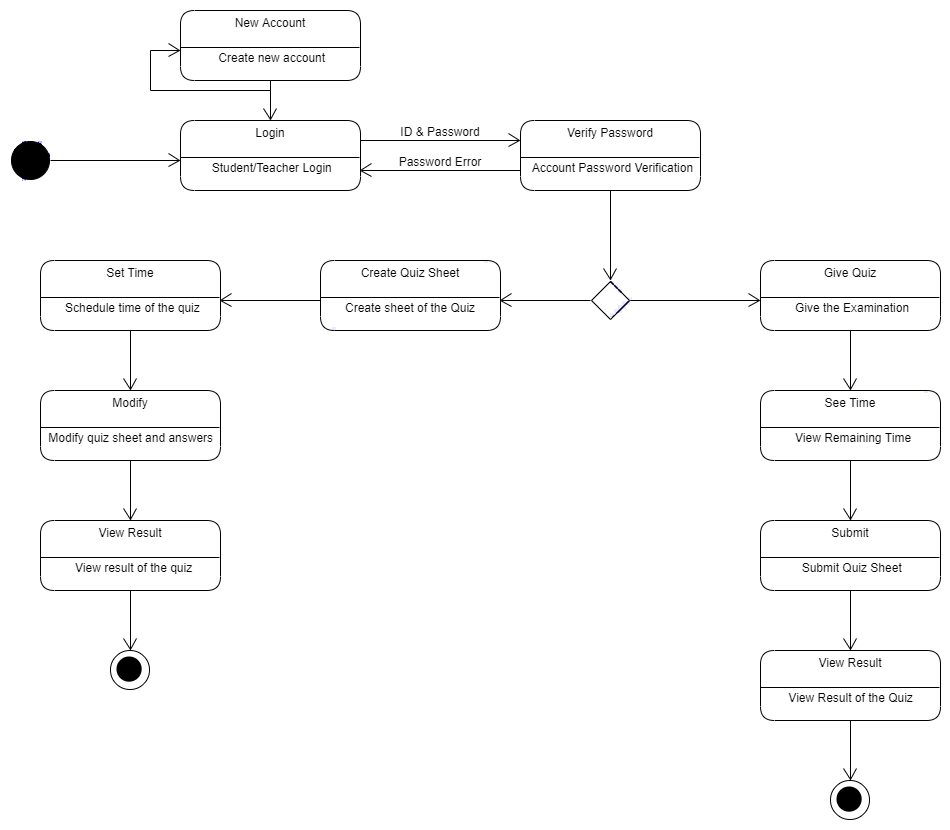 New Account
Create new account
Login
Student/Teacher Login
ID & Password
Password Error
Verify Password
Account Password Verification
Set Time
Schedule time of the quiz
Create Quiz Sheet
Create sheet of the Quiz
Give Quiz
Give the Examination
Modify
Modify quiz sheet and answers
See Time
View Remaining Time
View Result
View result of the quiz
Submit
Submit Quiz Sheet
View Result
View Result of the Quiz